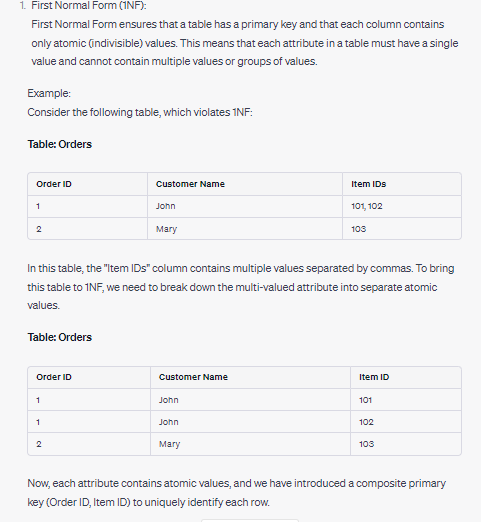 1. First Normal Form (1NF):
First Normal Form ensures that a table has a primary key and that each column contains
only atomic (indivisible) values. This means that each attribute in a table must have a single
value and cannot contain multiple values or groups of values.
Example:
Consider the following table, which violates 1NF:
Table: Orders
Order ID Customer Name Item IDs
1 John 101, 102
2 Mary 103
In this table, the "Item IDs" column contains multiple values separated by commas. To bring
this table to 1NF, we need to break down the multi-valued attribute into separate atomic
values.
Table: Orders
Order ID Customer Name Item ID
1 John 101
1 John 102
2 Mary 103
Now, each attribute contains atomic values, and we have introduced a composite primary
key (Order ID, Item ID) to uniquely identify each row.